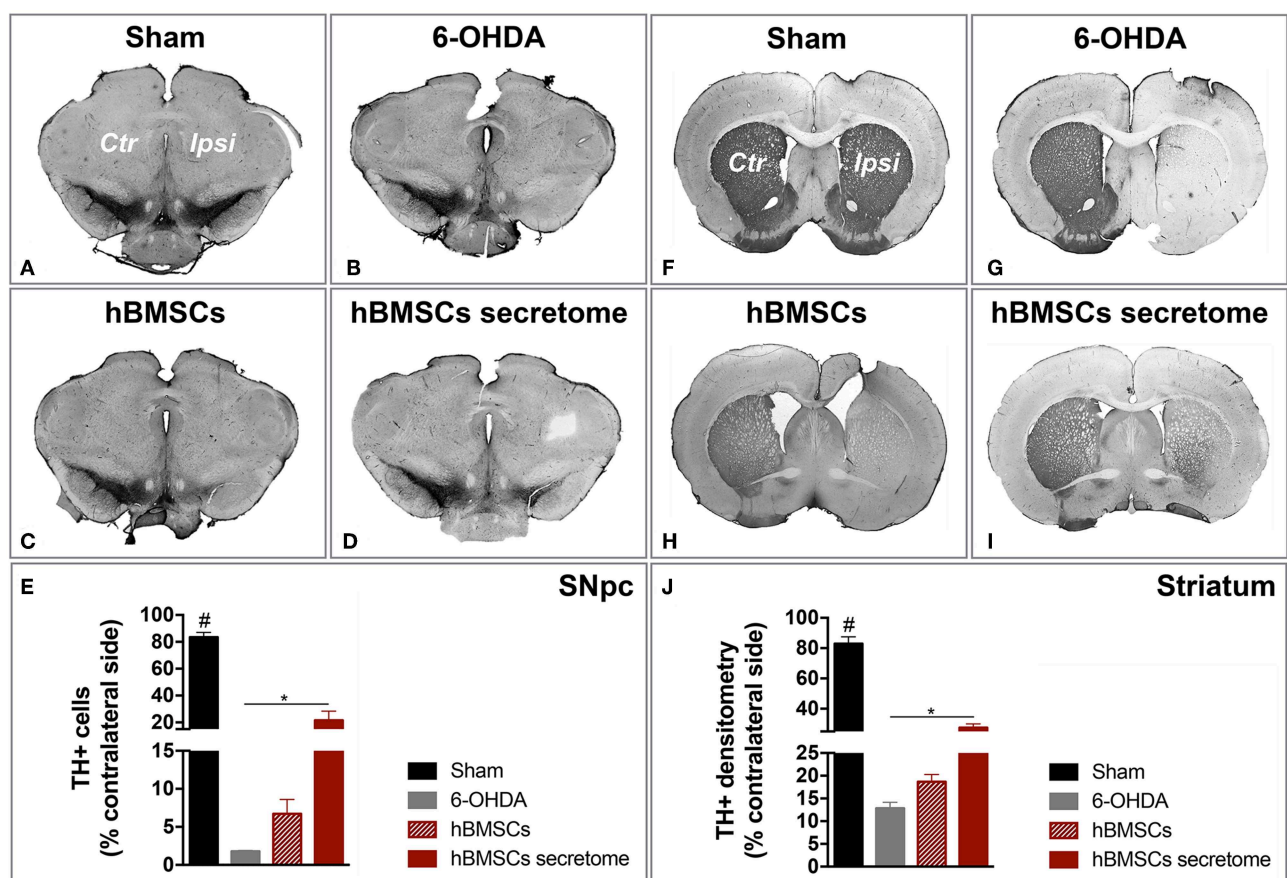 Sham
Ctr Ipsi
A
6-OHDA
B
Sham
Ctr Ipsi
F
6-OHDA
G
hBMSCs
C
hBMSCs secretome
D
hBMSCs
H
hBMSCs secretome
I
E
SNpc
TH+ cells
(% contralateral side)
100
80
60
40
20
15
10
5
0
#
*
Sham
6-OHDA
hBMSCs
hBMSCs secretome
J
Striatum
TH+ densitometry
(% contralateral side)
100
80
60
40
25
20
15
10
5
0
#
*
Sham
6-OHDA
hBMSCs
hBMSCs secretome